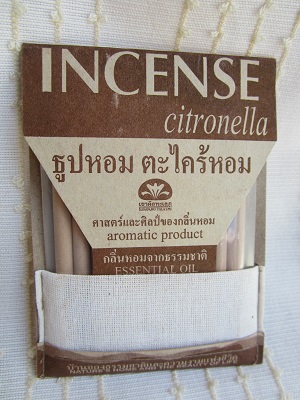 INCENSE
citronella
ธูปหอม ตะไคร้หอม
ศาสตร์และศิลป์ของกลิ่นหอม
aromatic product
กลิ่นหอมจากธรรมชาติ
ESSENTIAL OIL